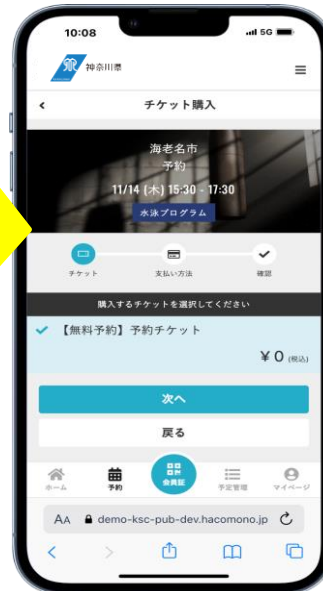 10:08
5G
神奈川県
チケット購入
海老名市
予約
11/14 (木) 15:30 - 17:30
水泳プログラム
チケット
支払い方法
確認
購入するチケットを選択してください
【無料予約】予約チケット
¥ 0 (税込)
次へ
戻る
ホーム
予約
会員証
予定管理
マイページ
AA
demo-ksc-pub-dev.hacomono.jp